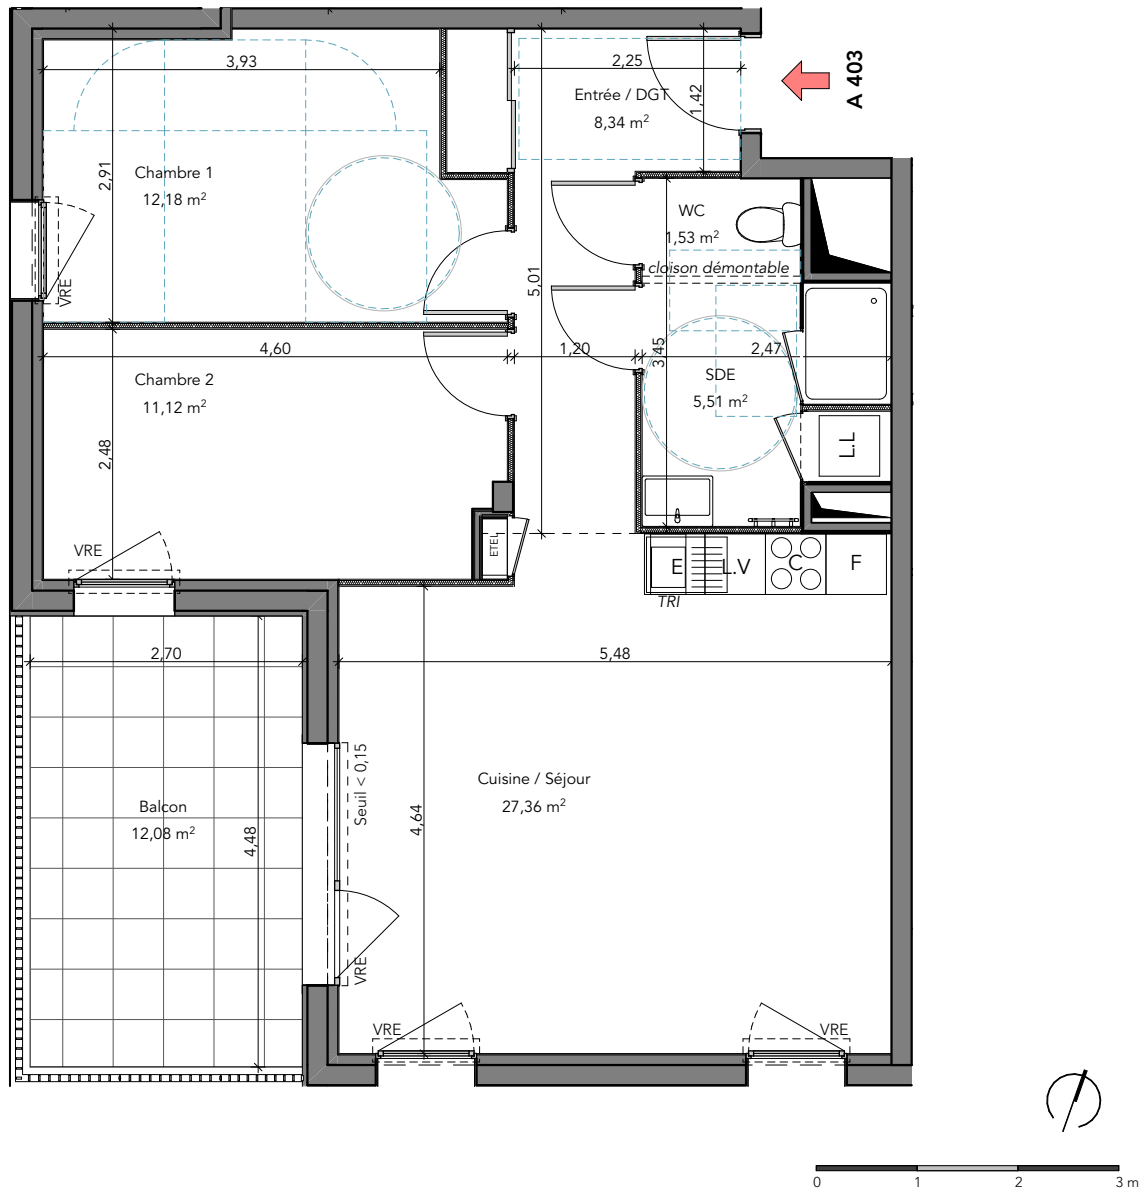 3,93
2,25
A 403
Entrée / DGT
8,34 m²
1,42
2,91
Chambre 1
12,18 m²
WC
1,53 m²
cloison démontable
VRE
5,01
4,60
1,20
3,45
2,47
Chambre 2
11,12 m²
SDE
5,51 m²
L.L
2,48
VRE
ETEL
E
L.V
C
F
TRI
2,70
5,48
Seuil < 0,15
Cuisine / Séjour
27,36 m²
Balcon
12,08 m²
4,48
4,64
VRE
VRE
VRE
0 1 2 3 m